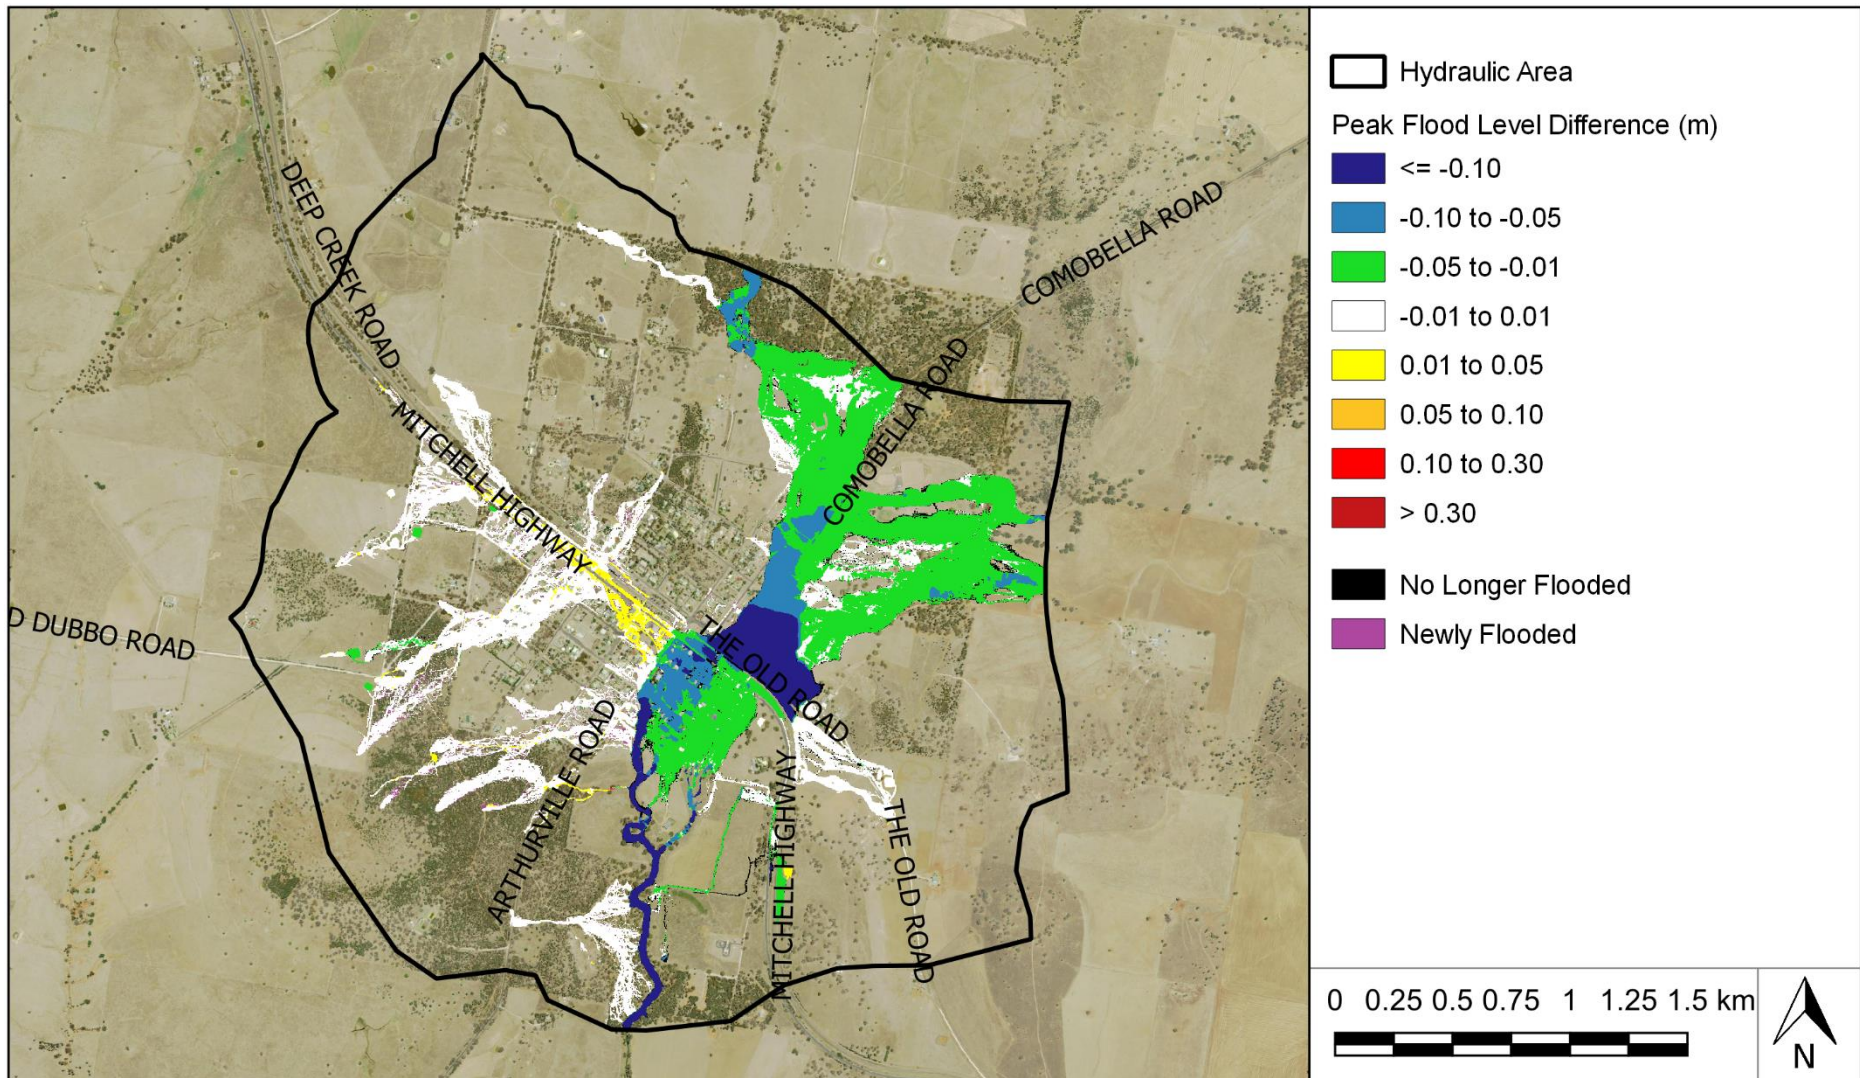 DEEP CREEK ROAD
COMOBELLA ROAD
COMOBELLA ROAD
MITCHELL HIGHWAY
D DUBBO ROAD
THE OLD ROAD
ARTHURVILLE ROAD
MITCHELL HIGHWAY
THE OLD ROAD
Hydraulic Area
Peak Flood Level Difference (m)
<= -0.10
-0.10 to -0.05
-0.05 to -0.01
-0.01 to 0.01
0.01 to 0.05
0.05 to 0.10
0.10 to 0.30
> 0.30
No Longer Flooded
Newly Flooded
0 0.25 0.5 0.75 1 1.25 1.5 km
N